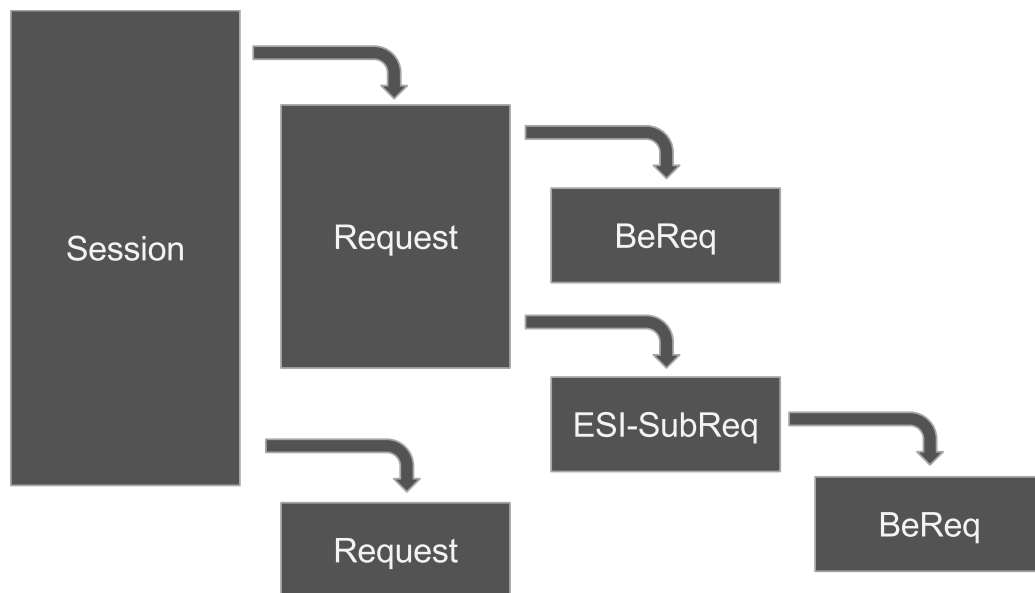 Session
Request
BeReq
ESI-SubReq
BeReq
Request